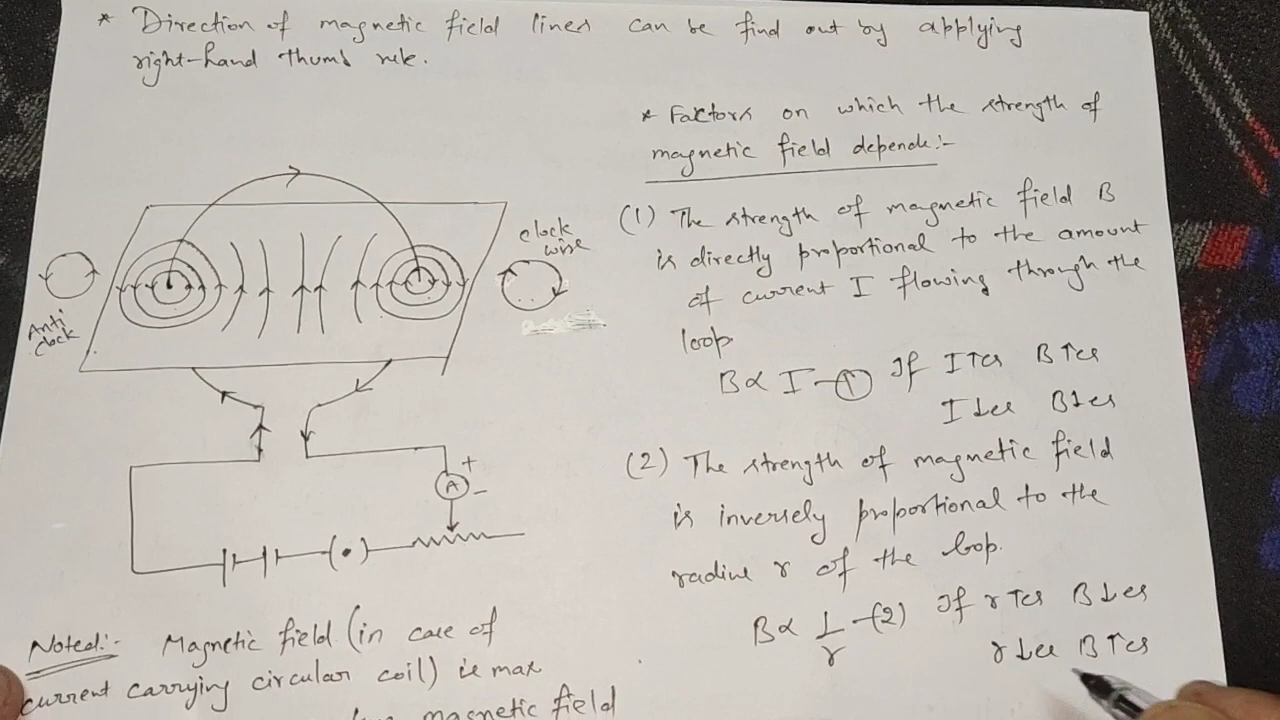 * Direction of magnetic field lines can be find out by applying
right-hand thumb rule.
* Factors on which the strength of
magnetic field depends:-
(1) The strength of magnetic field B
is directly proportional to the amount
of current I flowing through the
loop
B∝ I-① If I↑es B↑es
I↓es B↓es
(2) The strength of magnetic field
is inversely proportional to the
radius r of the loop.
B∝ 1/r -(2) If r↑es B↓es
r↓es B↑es
clock
wise
Anti
clock
+
A
-
Noted:- Magnetic field (in case of
current carrying circular coil) is max
magnetic field